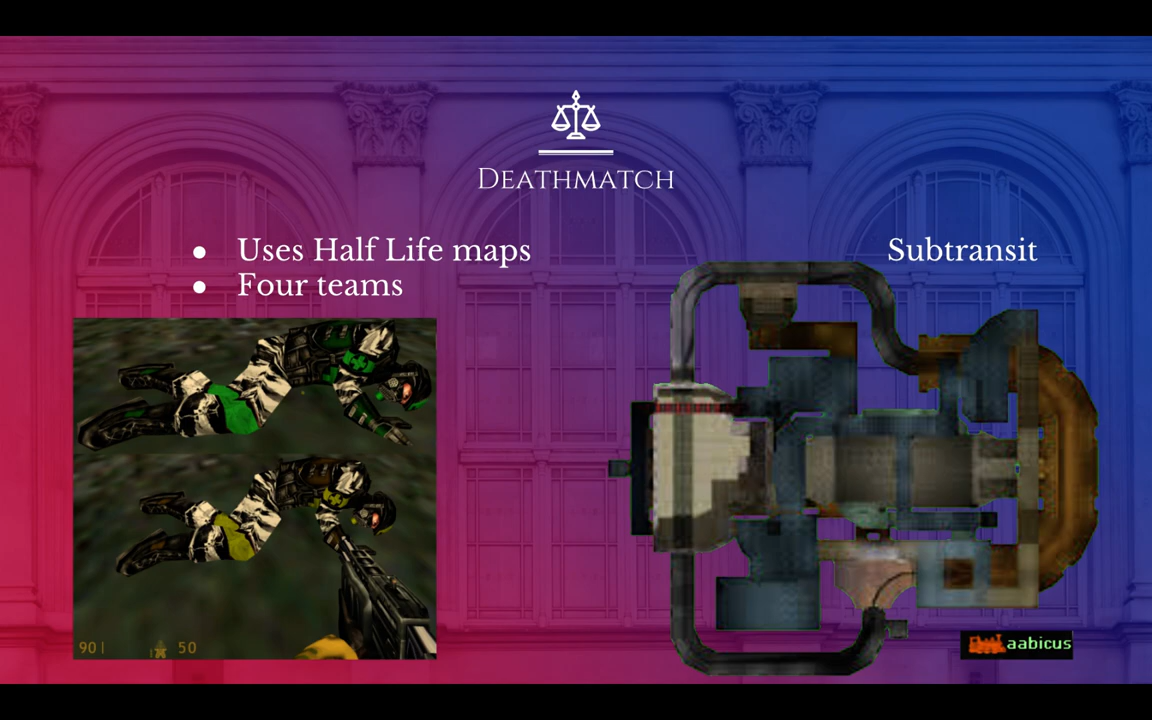 Deathmatch
● Uses Half Life maps
● Four teams
Subtransit
90 50
aabicus